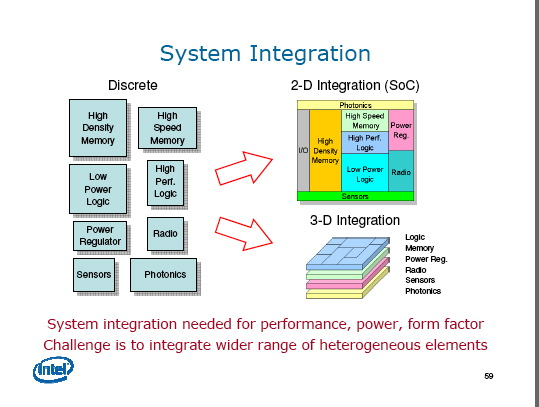 System Integration
Discrete
High
Density
Memory
High
Speed
Memory
Low
Power
Logic
High
Perf.
Logic
Power
Regulator
Radio
Sensors
Photonics
2-D Integration (SoC)
Photonics
I/O
High
Density
Memory
High Speed
Memory
High Perf.
Logic
Low Power
Logic
Power
Reg.
Radio
Sensors
3-D Integration
Logic
Memory
Power Reg.
Radio
Sensors
Photonics
System integration needed for performance, power, form factor
Challenge is to integrate wider range of heterogeneous elements
intel
59